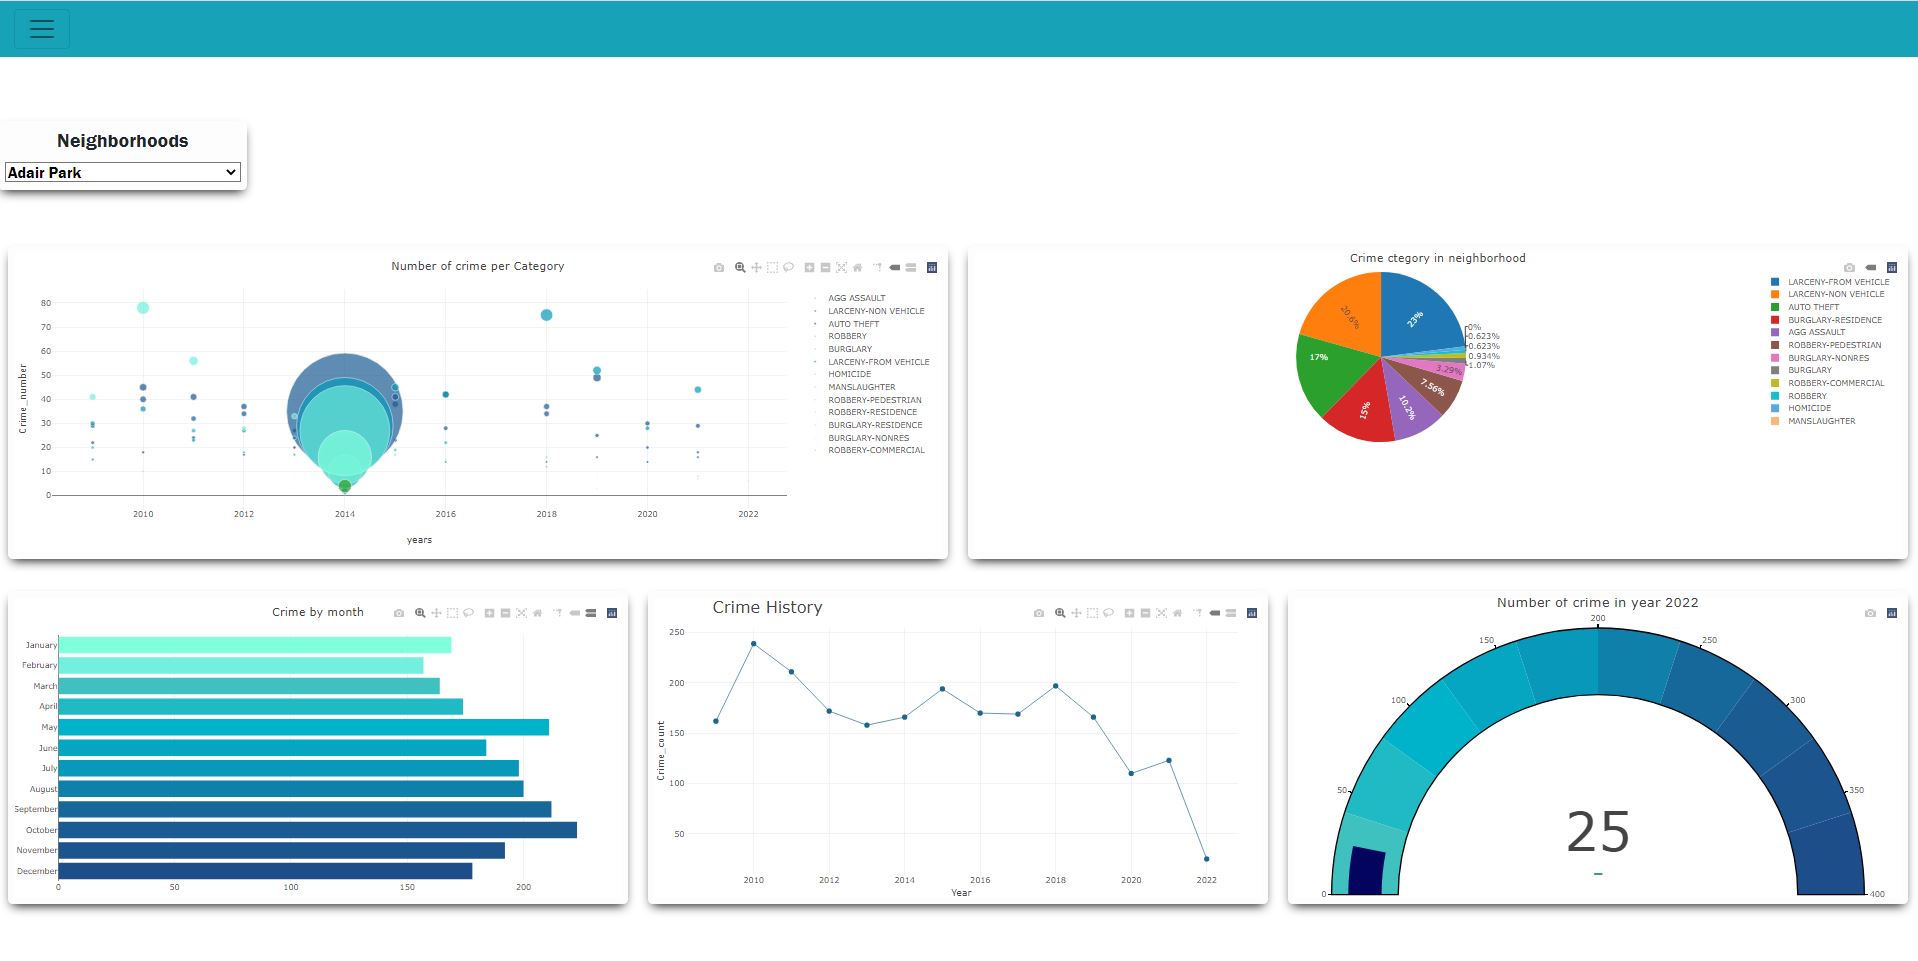 Neighborhoods
Adair Park
Number of crime per Category
Crime_number
80
70
60
50
40
30
20
10
0
2010 2012 2014 2016 2018 2020 2022
years
AGG ASSAULT
LARCENY-NON VEHICLE
AUTO THEFT
ROBBERY
BURGLARY
LARCENY-FROM VEHICLE
HOMICIDE
MANSLAUGHTER
ROBBERY-PEDESTRIAN
ROBBERY-RESIDENCE
BURGLARY-RESIDENCE
BURGLARY-NONRES
ROBBERY-COMMERCIAL
Crime ctegory in neighborhood
23%
20.6%
17%
15%
10.2%
7.56%
3.29%
0%
0.623%
0.623%
0.934%
1.07%
LARCENY-FROM VEHICLE
LARCENY-NON VEHICLE
AUTO THEFT
BURGLARY-RESIDENCE
AGG ASSAULT
ROBBERY-PEDESTRIAN
BURGLARY-NONRES
BURGLARY
ROBBERY-COMMERCIAL
ROBBERY
HOMICIDE
MANSLAUGHTER
Crime by month
January
February
March
April
May
June
July
August
September
October
November
December
0 50 100 150 200
Crime History
Crime_count
250
200
150
100
50
2010 2012 2014 2016 2018 2020 2022
Year
Number of crime in year 2022
0
50
100
150
200
250
300
350
400
25
-